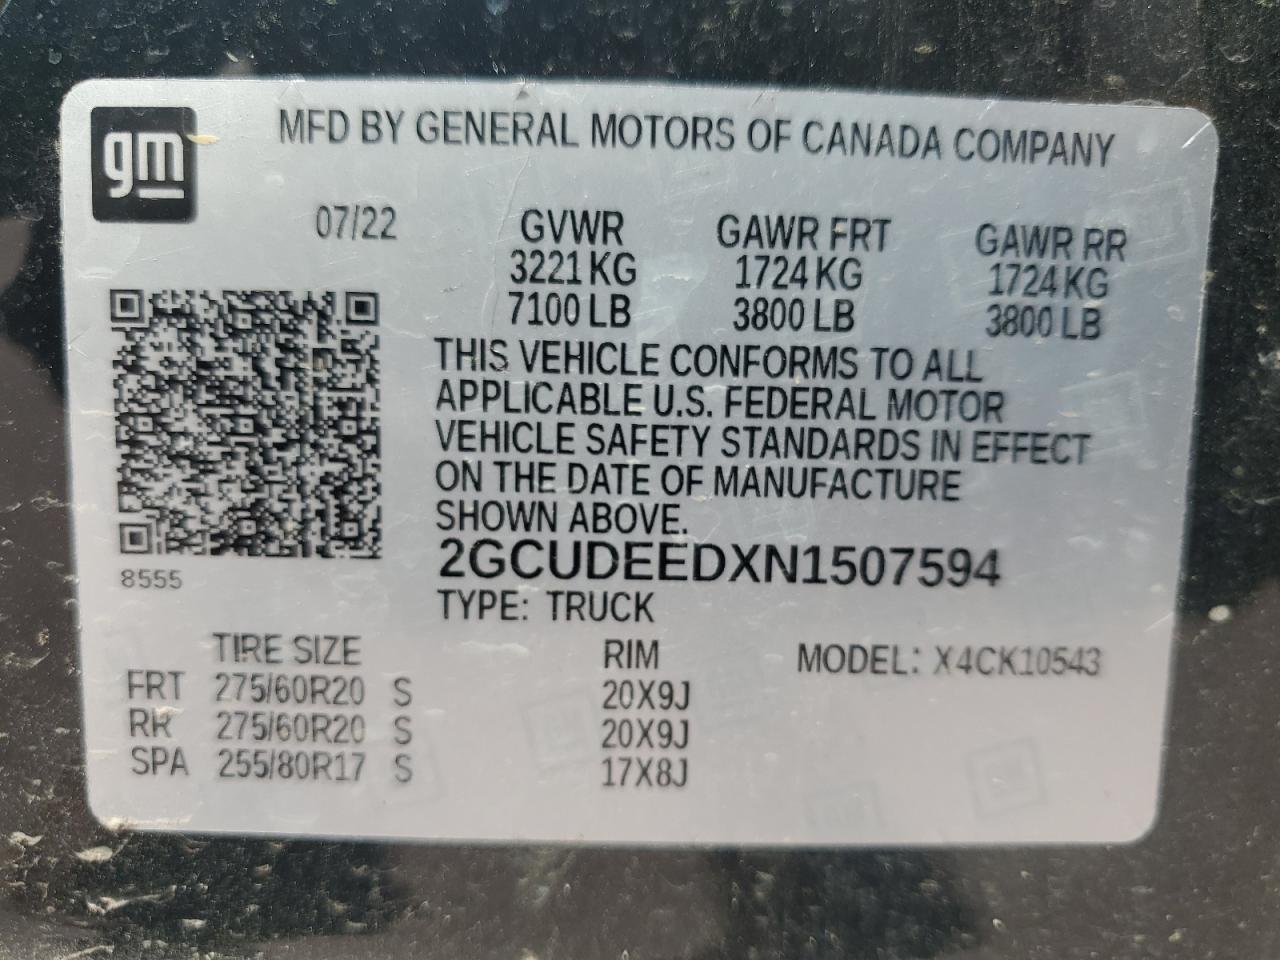 gm
MFD BY GENERAL MOTORS OF CANADA COMPANY
07/22 GVWR GAWR FRT GAWR RR
3221 KG 1724 KG 1724 KG
7100 LB 3800 LB 3800 LB
THIS VEHICLE CONFORMS TO ALL
APPLICABLE U.S. FEDERAL MOTOR
VEHICLE SAFETY STANDARDS IN EFFECT
ON THE DATE OF MANUFACTURE
SHOWN ABOVE.
2GCUDEEDXN1507594
8555
TYPE: TRUCK
TIRE SIZE RIM MODEL: X4CK10543
FRT 275/60R20 S 20X9J
RR 275/60R20 S 20X9J
SPA 255/80R17 S 17X8J